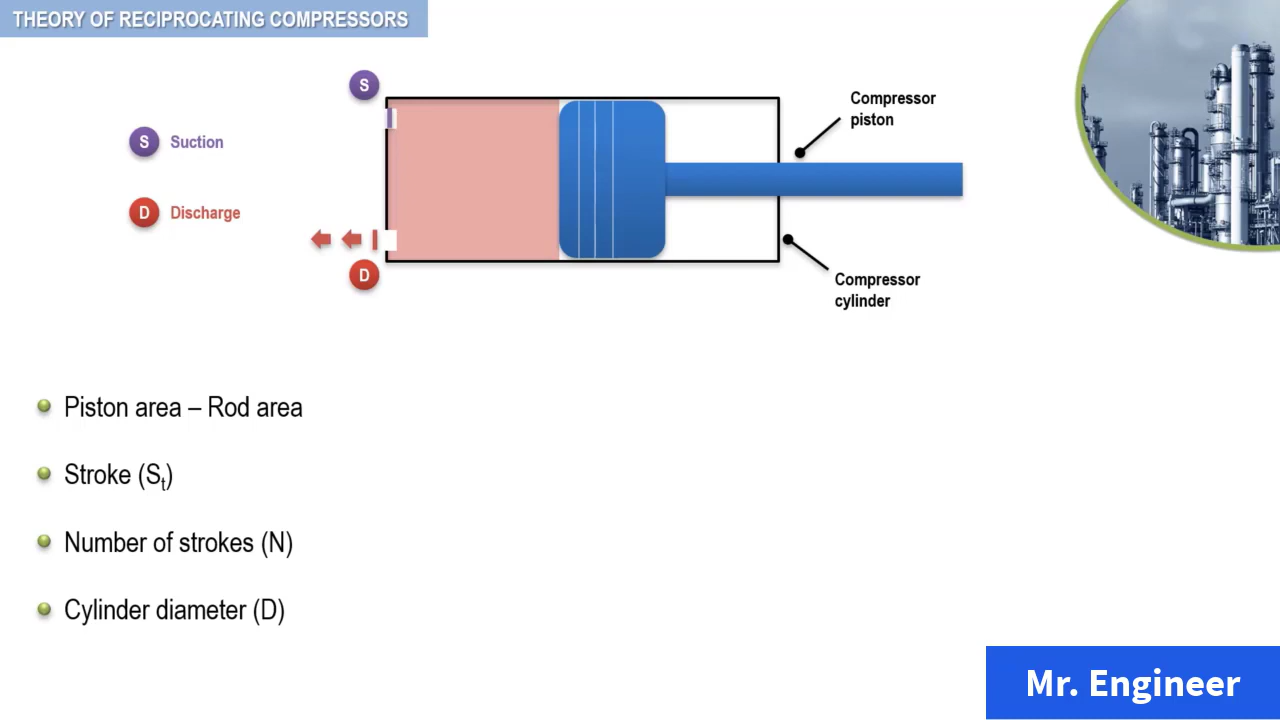 THEORY OF RECIPROCATING COMPRESSORS
S
S Suction
D Discharge
D
Compressor
piston
Compressor
cylinder
Piston area – Rod area
Stroke (St)
Number of strokes (N)
Cylinder diameter (D)
Mr. Engineer